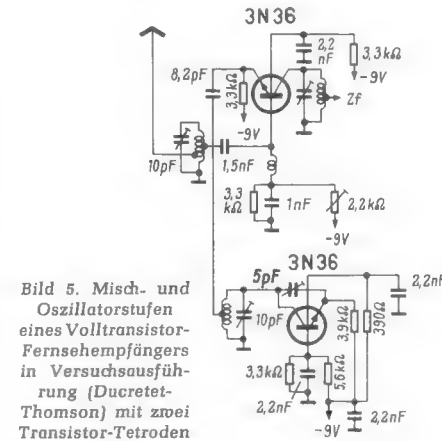 3N36
2,2
nF
3,3kΩ
-9V
8,2pF
3,3kΩ
-9V
Zf
10pF
1,5nF
3,3
kΩ
1nF
2,2kΩ
-9V
3N36
5pF
2,2nF
10pF
3,9kΩ
390Ω
3,3kΩ
5,6kΩ
2,2nF
-9V
2,2nF
Bild 5. Misch- und
Oszillatorstufen
eines Volltransistor-
Fernsehempfängers
in Versuchsausfüh-
rung (Ducretet-
Thomson) mit zwei
Transistor-Tetroden